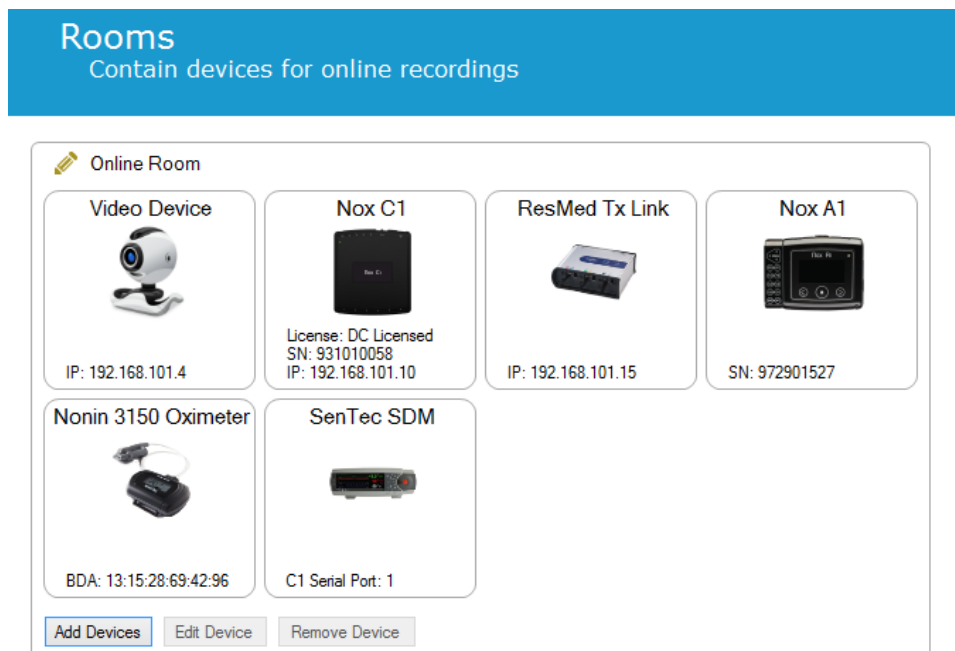 Rooms
Contain devices for online recordings
Online Room
Video Device
IP: 192.168.101.4
Nox C1
Nox C1
License: DC Licensed
SN: 931010058
IP: 192.168.101.10
ResMed Tx Link
IP: 192.168.101.15
Nox A1
SN: 972901527
Nonin 3150 Oximeter
BDA: 13:15:28:69:42:96
SenTec SDM
C1 Serial Port: 1
Add Devices
Edit Device
Remove Device